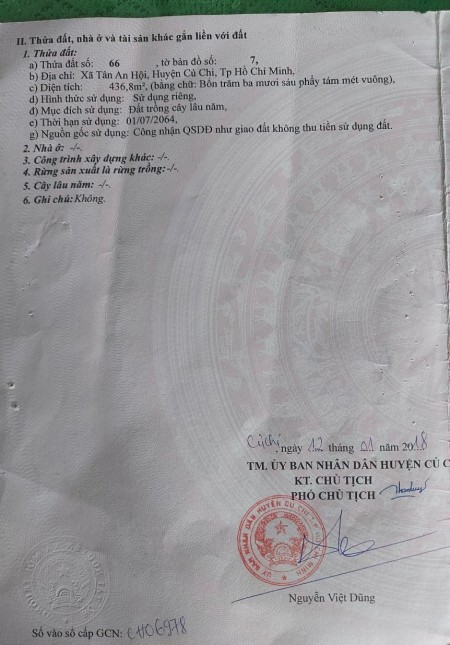 II. Thửa đất, nhà ở và tài sản khác gắn liền với đất
1. Thửa đất:
a) Thửa đất số: 66 , tờ bản đồ số: 7,
b) Địa chỉ: Xã Tân An Hội, Huyện Củ Chi, Tp Hồ Chí Minh,
c) Diện tích: 436,8m², (bằng chữ: Bốn trăm ba mươi sáu phẩy tám mét vuông),
d) Hình thức sử dụng: Sử dụng riêng,
đ) Mục đích sử dụng: Đất trồng cây lâu năm,
e) Thời hạn sử dụng: 01/07/2064,
g) Nguồn gốc sử dụng: Công nhận QSDĐ như giao đất không thu tiền sử dụng đất.
2. Nhà ở: -/-.
3. Công trình xây dựng khác: -/-.
4. Rừng sản xuất là rừng trồng: -/-.
5. Cây lâu năm: -/-.
6. Ghi chú: Không.
Củ Chi, ngày 12 tháng 01 năm 2018
TM. ỦY BAN NHÂN DÂN HUYỆN CỦ C
KT. CHỦ TỊCH
PHÓ CHỦ TỊCH
ỦY BAN NHÂN DÂN HUYỆN CỦ CHI
Nguyễn Việt Dũng
Số vào sổ cấp GCN: CH06978